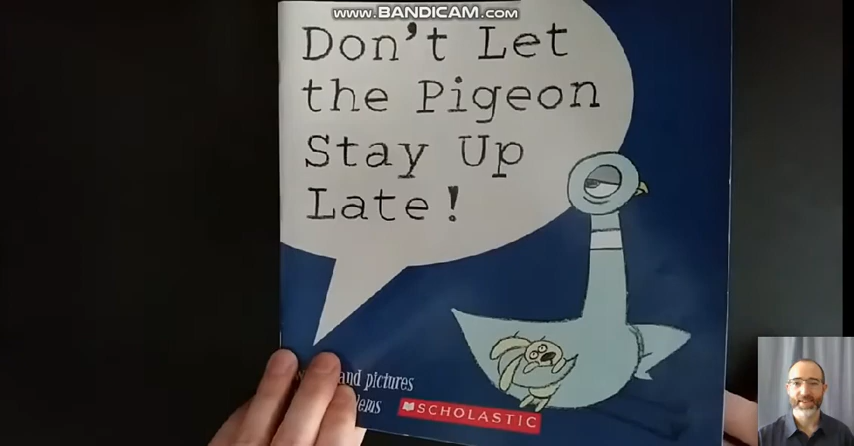 www.BANDICAM.com
Don't Let
the Pigeon
Stay Up
Late!
and pictures
SCHOLASTIC